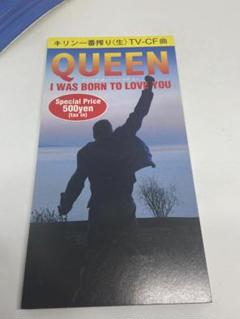 キリン一番搾り〈生〉TV-CF曲
QUEEN
I WAS BORN TO LOVE YOU
Special Price
500yen
(tax in)